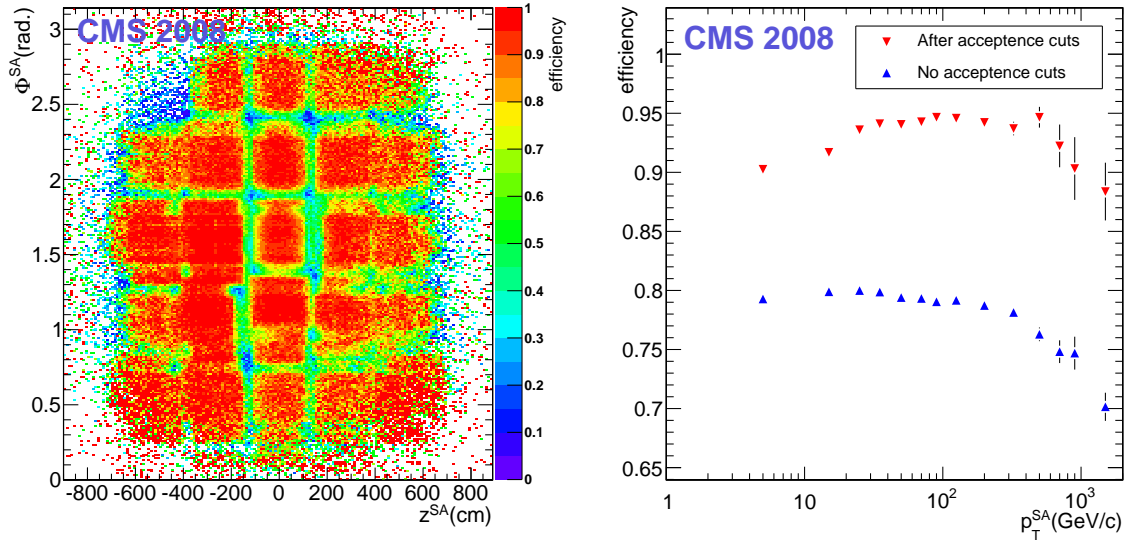 CMS 2008
Φ^SA(rad.)
3
2.5
2
1.5
1
0.5
0
-800 -600 -400 -200 0 200 400 600 800
z^SA(cm)
efficiency
1
0.9
0.8
0.7
0.6
0.5
0.4
0.3
0.2
0.1
0
CMS 2008
After acceptence cuts
No acceptence cuts
efficiency
1
0.95
0.9
0.85
0.8
0.75
0.7
0.65
1 10 10^2 10^3
p_T^SA(GeV/c)